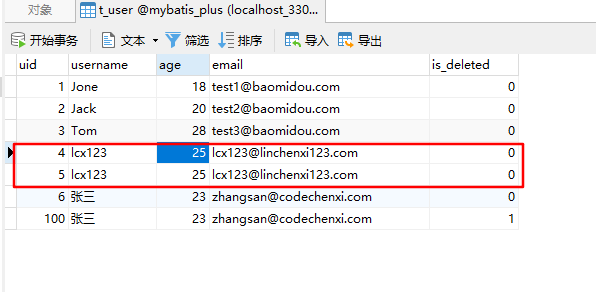 对象 t_user @mybatis_plus (localhost_330...
开始事务 文本 筛选 排序 导入 导出
uid username age email is_deleted
1 Jone 18 test1@baomidou.com 0
2 Jack 20 test2@baomidou.com 0
3 Tom 28 test3@baomidou.com 0
4 lcx123 25 lcx123@linchenxi123.com 0
5 lcx123 25 lcx123@linchenxi123.com 0
6 张三 23 zhangsan@codechenxi.com 0
100 张三 23 zhangsan@codechenxi.com 1